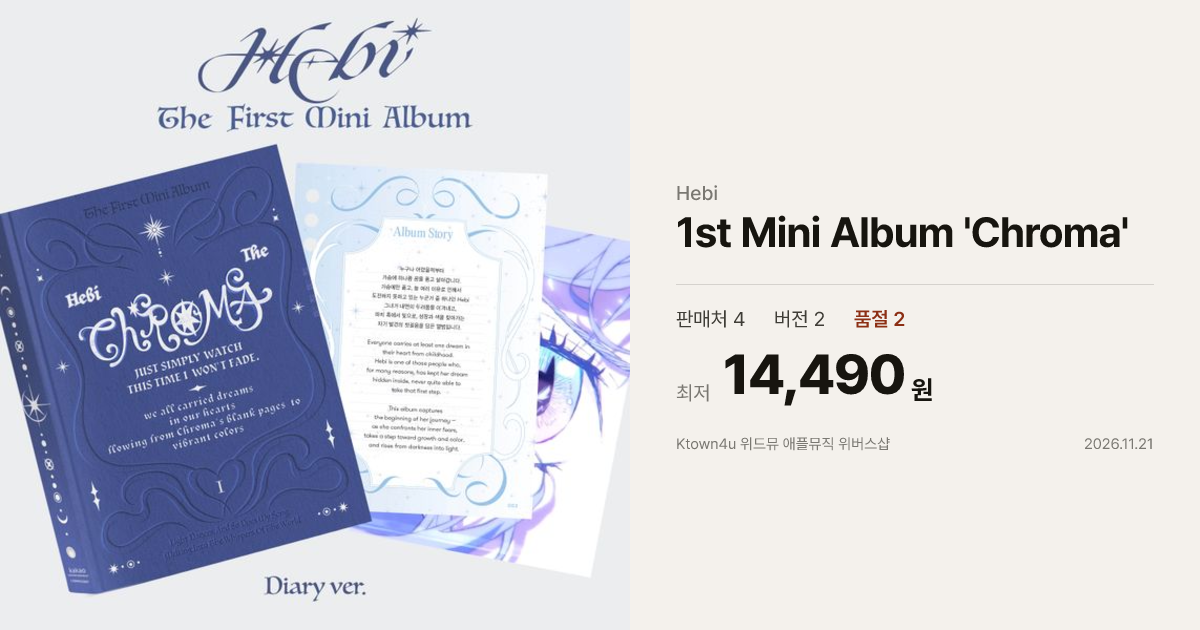 Hebi
The First Mini Album
The First Mini Album
The
Hebi
ChROMA
JUST SIMPLY WATCH
THIS TIME I WON'T FADE.
we all carried dreams
in our hearts
flowing from Chroma's blank pages to
vibrant colors
I
Album Story
Everyone carries at least one dream in
their heart from childhood.
Hebi is one of those people who,
for many reasons, has kept her dream
hidden inside, never quite able to
take that first step.
This album captures
the beginning of her journey—
as she confronts her inner fears,
takes a step toward growth and color,
and rises from darkness into light.
Diary ver.
Hebi
1st Mini Album 'Chroma'
판매처 4 버전 2 품절 2
최저 14,490 원
Ktown4u 위드뮤 애플뮤직 위버스샵 2026.11.21